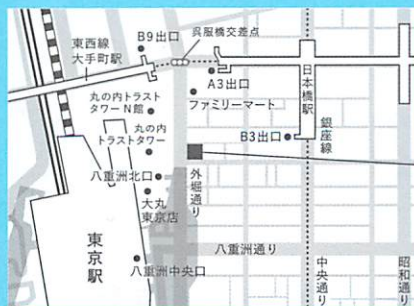 B9出口
呉服橋交差点
東西線
大手町駅
A3出口
日本橋駅
丸の内トラスト
タワーN館
ファミリーマート
丸の内
トラストタワー
B3出口
銀座線
八重洲北口
外堀通り
大丸
東京店
東京駅
八重洲通り
八重洲中央口
中央通り
昭和通り